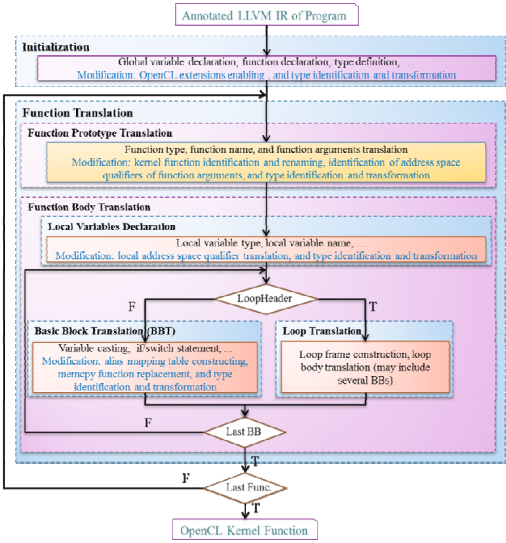 Annotated LLVM IR of Program
Initialization
Global variable declaration, function declaration, type definition, ...
Modification: OpenCL extensions enabling , and type identification and transformation
Function Translation
Function Prototype Translation
Function type, function name, and function arguments translation
Modification: kernel function identification and renaming, identification of address space
qualifiers of function arguments, and type identification and transformation
Function Body Translation
Local Variables Declaration
Local variable type, local variable name, ...
Modification: local address space qualifier translation, and type identification and transformation
LoopHeader
F
T
Basic Block Translation (BBT)
Variable casting, if/switch statement, ...
Modification: alias mapping table constructing,
memcpy function replacement, and type
identification and transformation
Loop Translation
Loop frame construction, loop
body translation (may include
several BBs)
F
Last BB
T
F
Last Func.
T
OpenCL Kernel Function